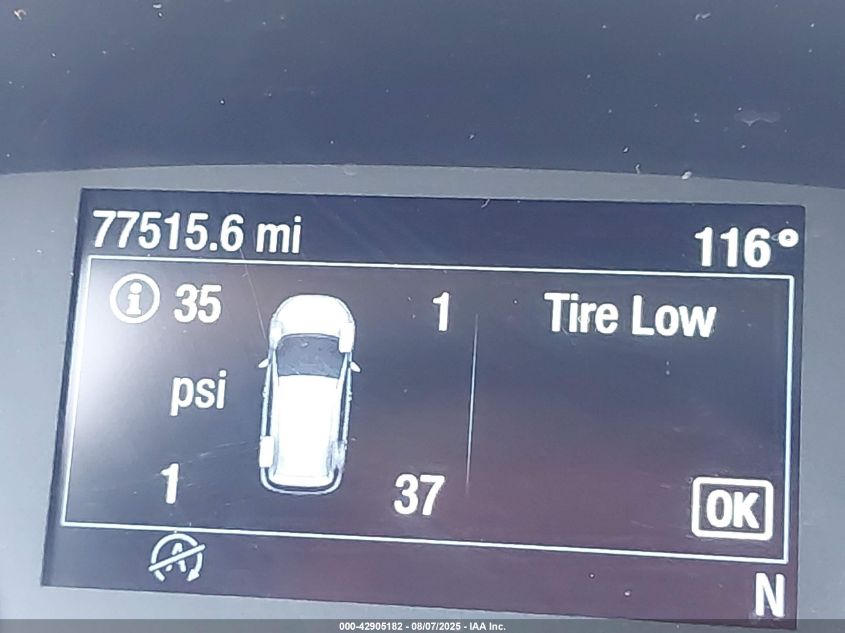 77515.6 mi 116°
i 35 1 Tire Low
psi
1 37 OK
A
N
000-42905182 - 08/07/2025 - IAA Inc.